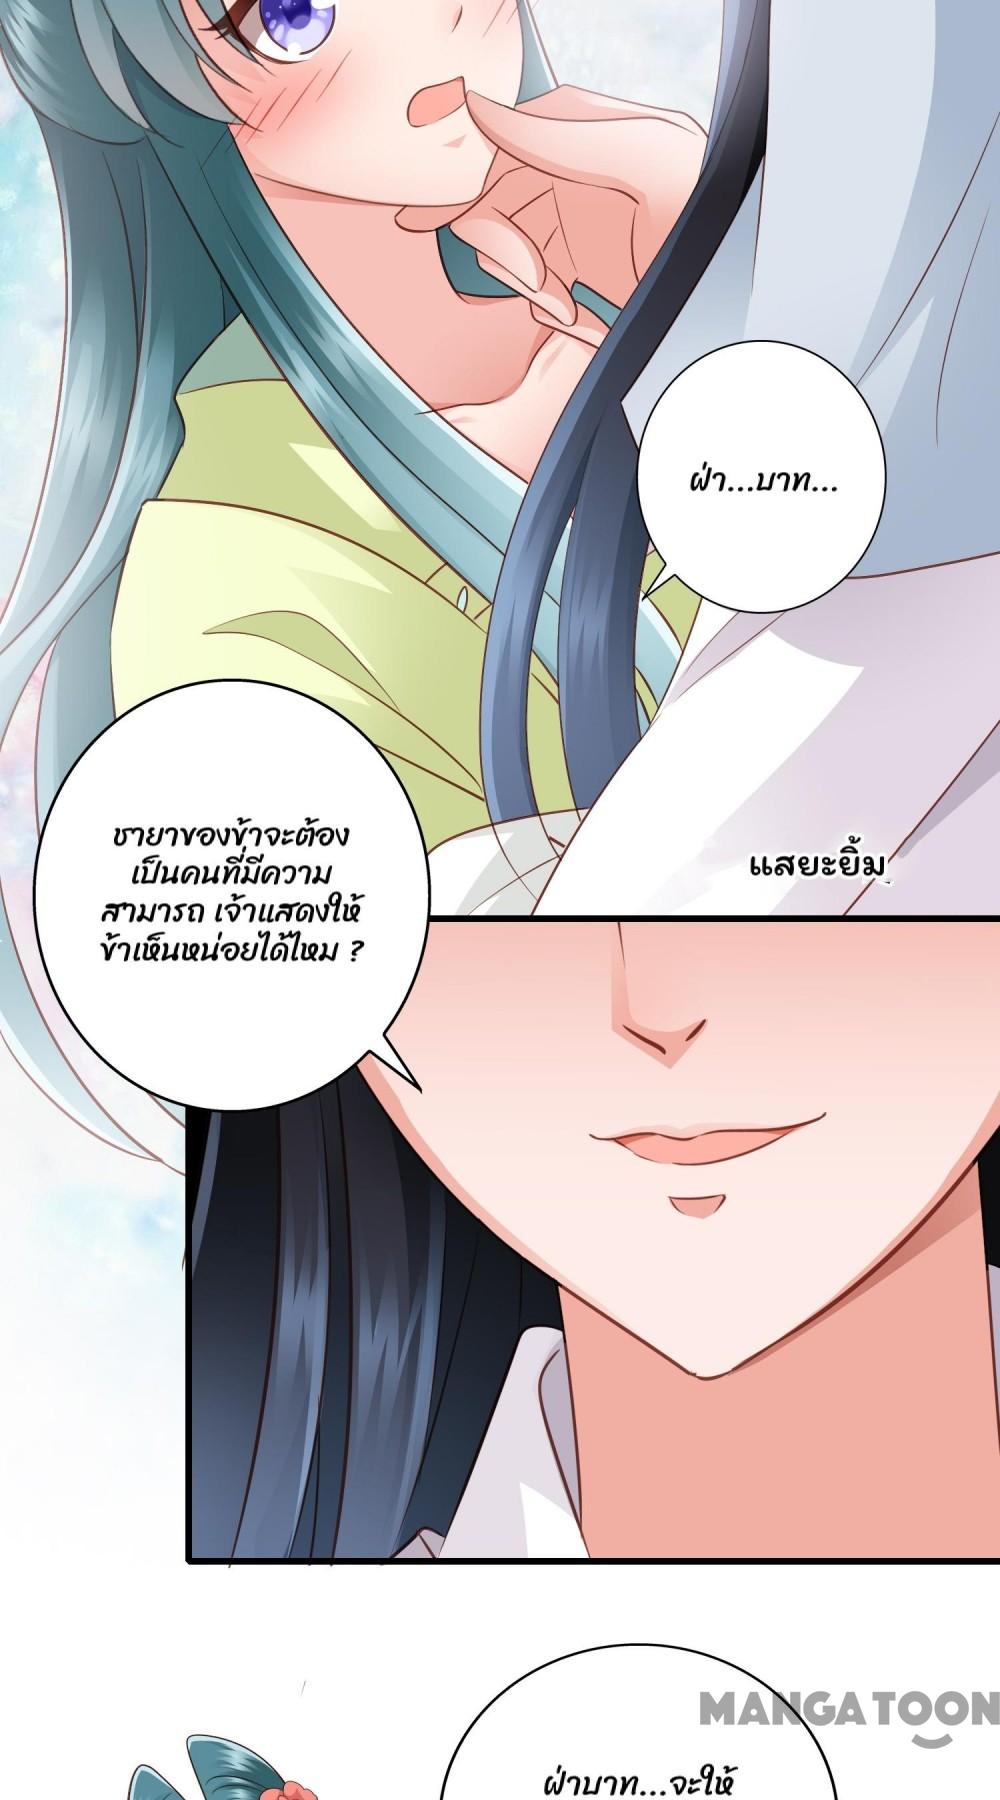 ฝ่า...บาท...
ชายาของข้าจะต้อง
เป็นคนที่มีความ
สามารถ เจ้าแสดงให้
ข้าเห็นหน่อยได้ไหม ?
แสยะยิ้ม
MANGATOON
ฝ่าบาท...จะให้